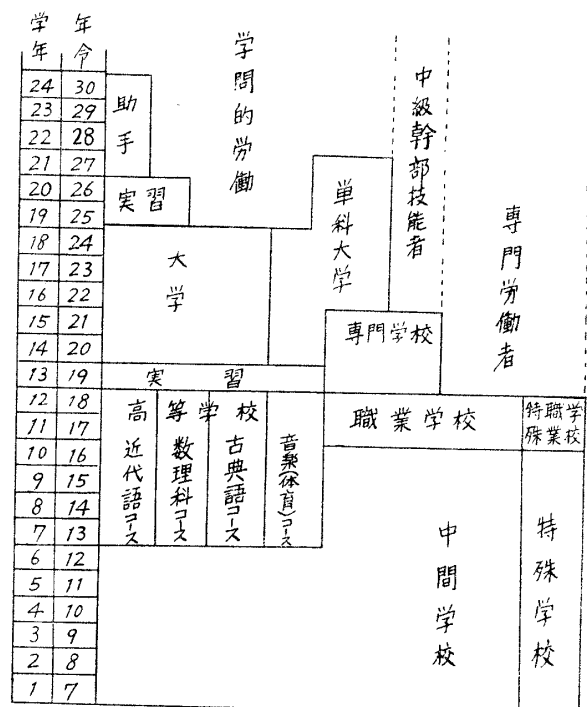 学年 年令
24 30
23 29
22 28
21 27
20 26
19 25
18 24
17 23
16 22
15 21
14 20
13 19
12 18
11 17
10 16
9 15
8 14
7 13
6 12
5 11
4 10
3 9
2 8
1 7
助手
学問的労働
中級幹部技能者
実習
単科大学
専門労働者
大学
専門学校
実習
高等学校
近代語コース
数理科コース
古典語コース
音楽(体育)コース
職業学校
特殊職業学校
中間学校
特殊学校